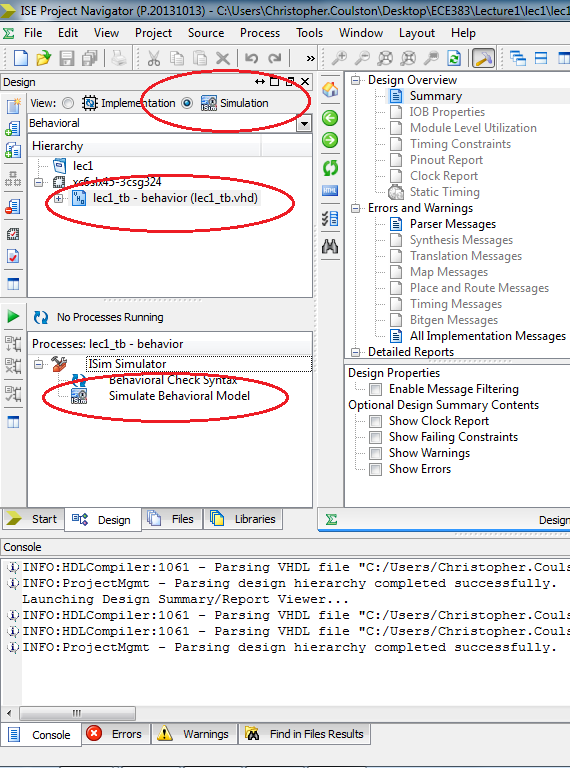 ISE Project Navigator (P.20131013) - C:\Users\Christopher.Coulston\Desktop\ECE383\Lecture1\lec1\lec1
File Edit View Project Source Process Tools Window Layout Help
Design
View: Implementation Simulation
Behavioral
Hierarchy
lec1
xc6slx45-3csg324
lec1_tb - behavior (lec1_tb.vhd)
No Processes Running
Processes: lec1_tb - behavior
ISim Simulator
Behavioral Check Syntax
Simulate Behavioral Model
Start Design Files Libraries
Design Overview
Summary
IOB Properties
Module Level Utilization
Timing Constraints
Pinout Report
Clock Report
Static Timing
Errors and Warnings
Parser Messages
Synthesis Messages
Translation Messages
Map Messages
Place and Route Messages
Timing Messages
Bitgen Messages
All Implementation Messages
Detailed Reports
Design Properties
Enable Message Filtering
Optional Design Summary Contents
Show Clock Report
Show Failing Constraints
Show Warnings
Show Errors
Design
Console
INFO:HDLCompiler:1061 - Parsing VHDL file "C:/Users/Christopher.Couls
INFO:ProjectMgmt - Parsing design hierarchy completed successfully.
Launching Design Summary/Report Viewer...
INFO:HDLCompiler:1061 - Parsing VHDL file "C:/Users/Christopher.Couls
INFO:HDLCompiler:1061 - Parsing VHDL file "C:/Users/Christopher.Couls
INFO:ProjectMgmt - Parsing design hierarchy completed successfully.
Console Errors Warnings Find in Files Results